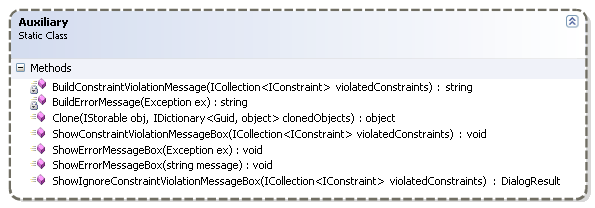 Auxiliary
Static Class
Methods
BuildConstraintViolationMessage(ICollection<IConstraint> violatedConstraints) : string
BuildErrorMessage(Exception ex) : string
Clone(IStorable obj, IDictionary<Guid, object> clonedObjects) : object
ShowConstraintViolationMessageBox(ICollection<IConstraint> violatedConstraints) : void
ShowErrorMessageBox(Exception ex) : void
ShowErrorMessageBox(string message) : void
ShowIgnoreConstraintViolationMessageBox(ICollection<IConstraint> violatedConstraints) : DialogResult